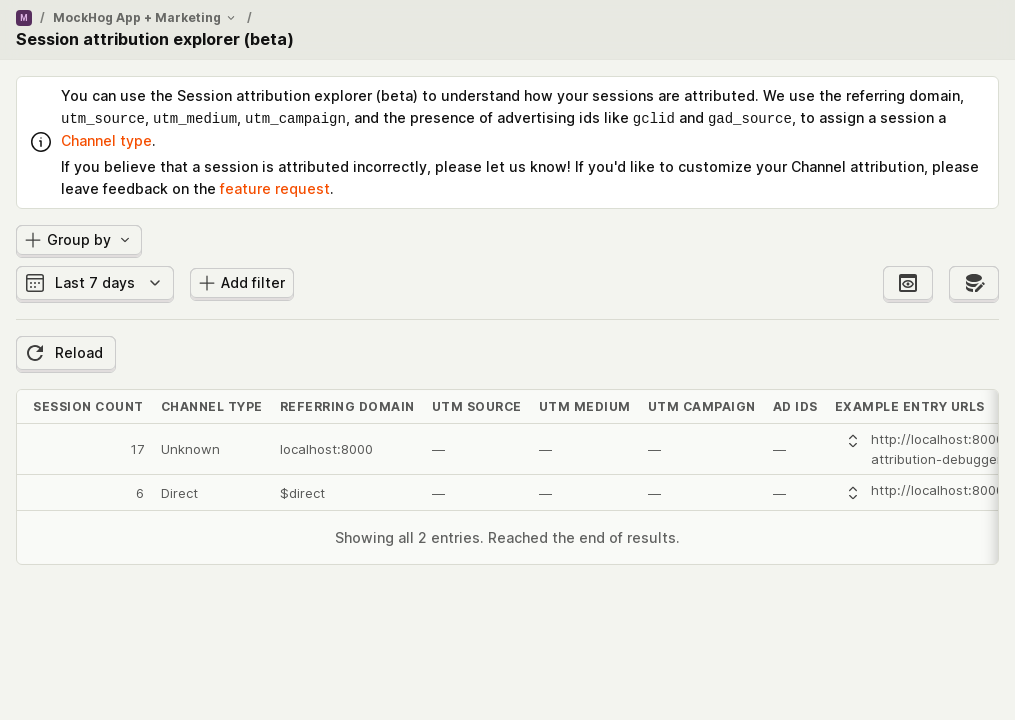 M / MockHog App + Marketing /
Session attribution explorer (beta)
You can use the Session attribution explorer (beta) to understand how your sessions are attributed. We use the referring domain,
utm_source, utm_medium, utm_campaign, and the presence of advertising ids like gclid and gad_source, to assign a session a
Channel type.
If you believe that a session is attributed incorrectly, please let us know! If you'd like to customize your Channel attribution, please
leave feedback on the feature request.
Group by
Last 7 days Add filter
Reload
SESSION COUNT CHANNEL TYPE REFERRING DOMAIN UTM SOURCE UTM MEDIUM UTM CAMPAIGN AD IDS EXAMPLE ENTRY URLS
17 Unknown localhost:8000 — — — — http://localhost:8000
attribution-debugger
6 Direct $direct — — — — http://localhost:8000
Showing all 2 entries. Reached the end of results.